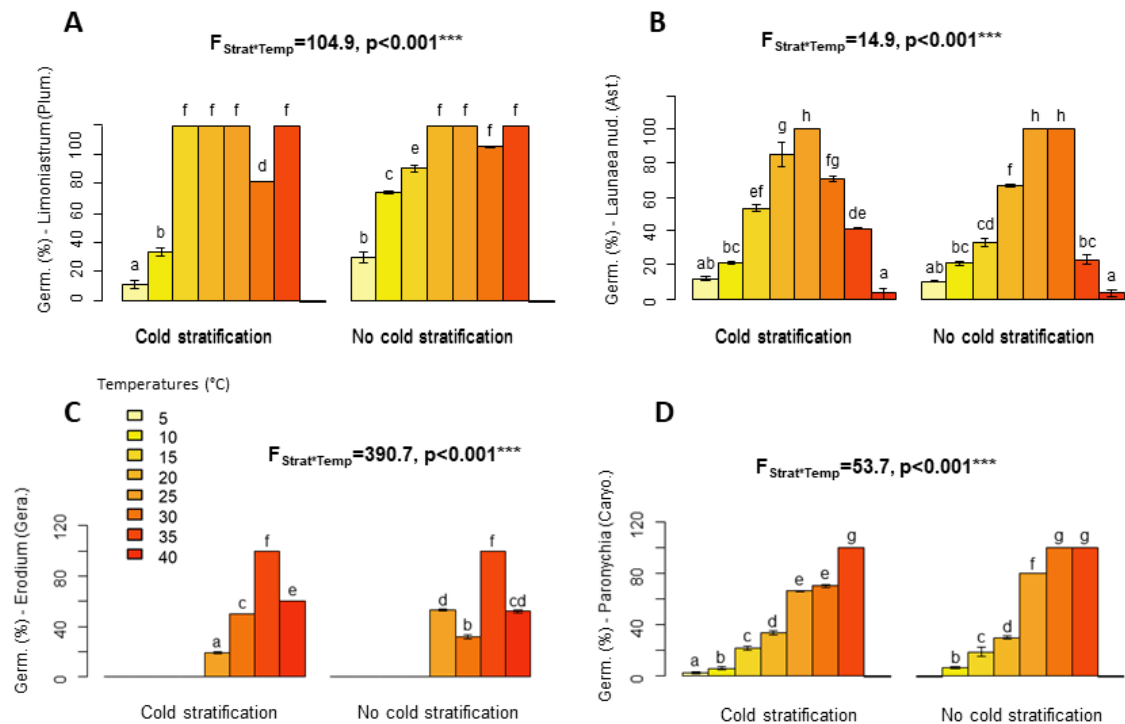 A
F Strat*Temp=104.9, p<0.001***
Germ. (%) - Limoniastrum (Plum.)
0 20 40 60 80 100
a b f f f d f
b c e f f f f
Cold stratification No cold stratification
B
F Strat*Temp=14.9, p<0.001***
Germ. (%) - Launaea nud. (Ast.)
0 20 40 60 80 100
ab bc ef g h fg de a
ab bc cd f h h bc a
Cold stratification No cold stratification
Temperatures (°C)
5
10
15
20
25
30
35
40
C
F Strat*Temp=390.7, p<0.001***
Germ. (%) - Erodium (Gera.)
0 40 80 120
a c f e
d b f cd
Cold stratification No cold stratification
D
F Strat*Temp=53.7, p<0.001***
Germ. (%) - Paronychia (Caryo.)
0 40 80 120
a b c d e e g
b c d f g g
Cold stratification No cold stratification